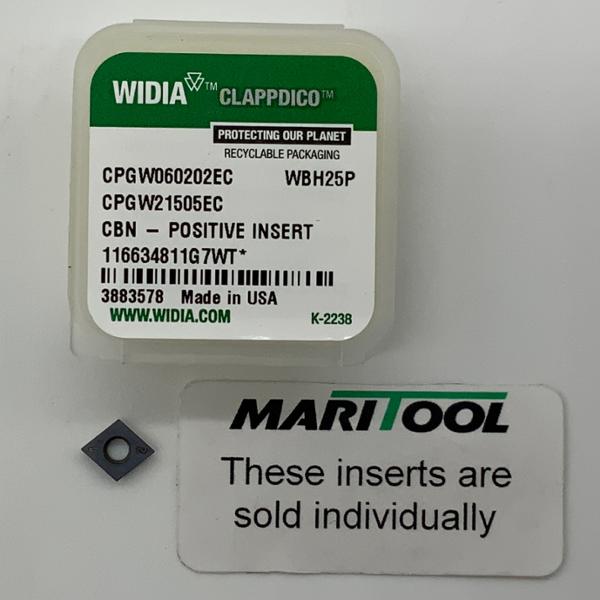 WIDIA™ CLAPPDICO™
PROTECTING OUR PLANET
RECYCLABLE PACKAGING
CPGW060202EC WBH25P
CPGW21505EC
CBN – POSITIVE INSERT
116634811G7WT*
3883578 Made in USA
WWW.WIDIA.COM K-2238
MARITOOL
These inserts are
sold individually